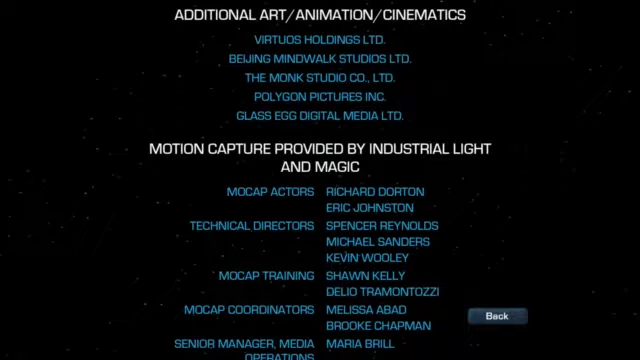 ADDITIONAL ART/ANIMATION/CINEMATICS
VIRTUOS HOLDINGS LTD.
BEIJING MINDWALK STUDIOS LTD.
THE MONK STUDIO CO., LTD.
POLYGON PICTURES INC.
GLASS EGG DIGITAL MEDIA LTD.
MOTION CAPTURE PROVIDED BY INDUSTRIAL LIGHT
AND MAGIC
MOCAP ACTORS RICHARD DORTON
ERIC JOHNSTON
TECHNICAL DIRECTORS SPENCER REYNOLDS
MICHAEL SANDERS
KEVIN WOOLEY
MOCAP TRAINING SHAWN KELLY
DELIO TRAMONTOZZI
MOCAP COORDINATORS MELISSA ABAD
BROOKE CHAPMAN
Back
SENIOR MANAGER, MEDIA MARIA BRILL
OPERATIONS